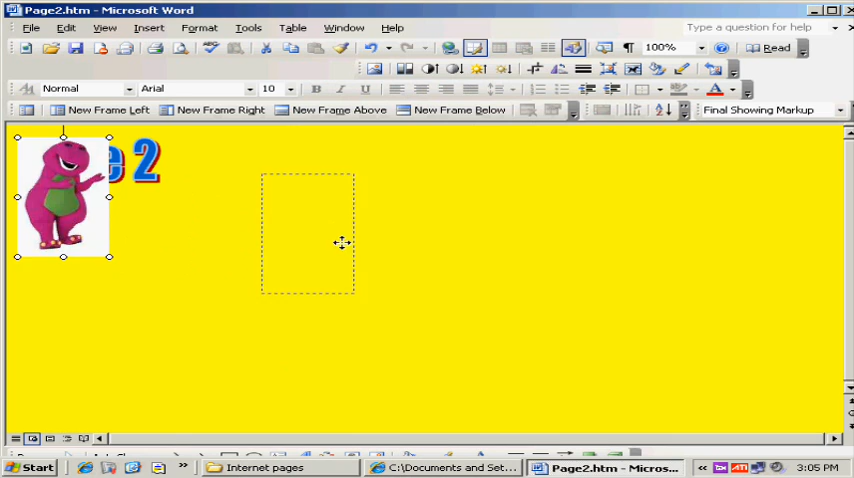 Page2.htm - Microsoft Word
File Edit View Insert Format Tools Table Window Help Type a question for help
100% Read
Normal Arial 10 B I U A
New Frame Left New Frame Right New Frame Above New Frame Below Final Showing Markup
e 2
Start Internet pages C:\Documents and Set... Page2.htm - Micros... ATI 3:05 PM